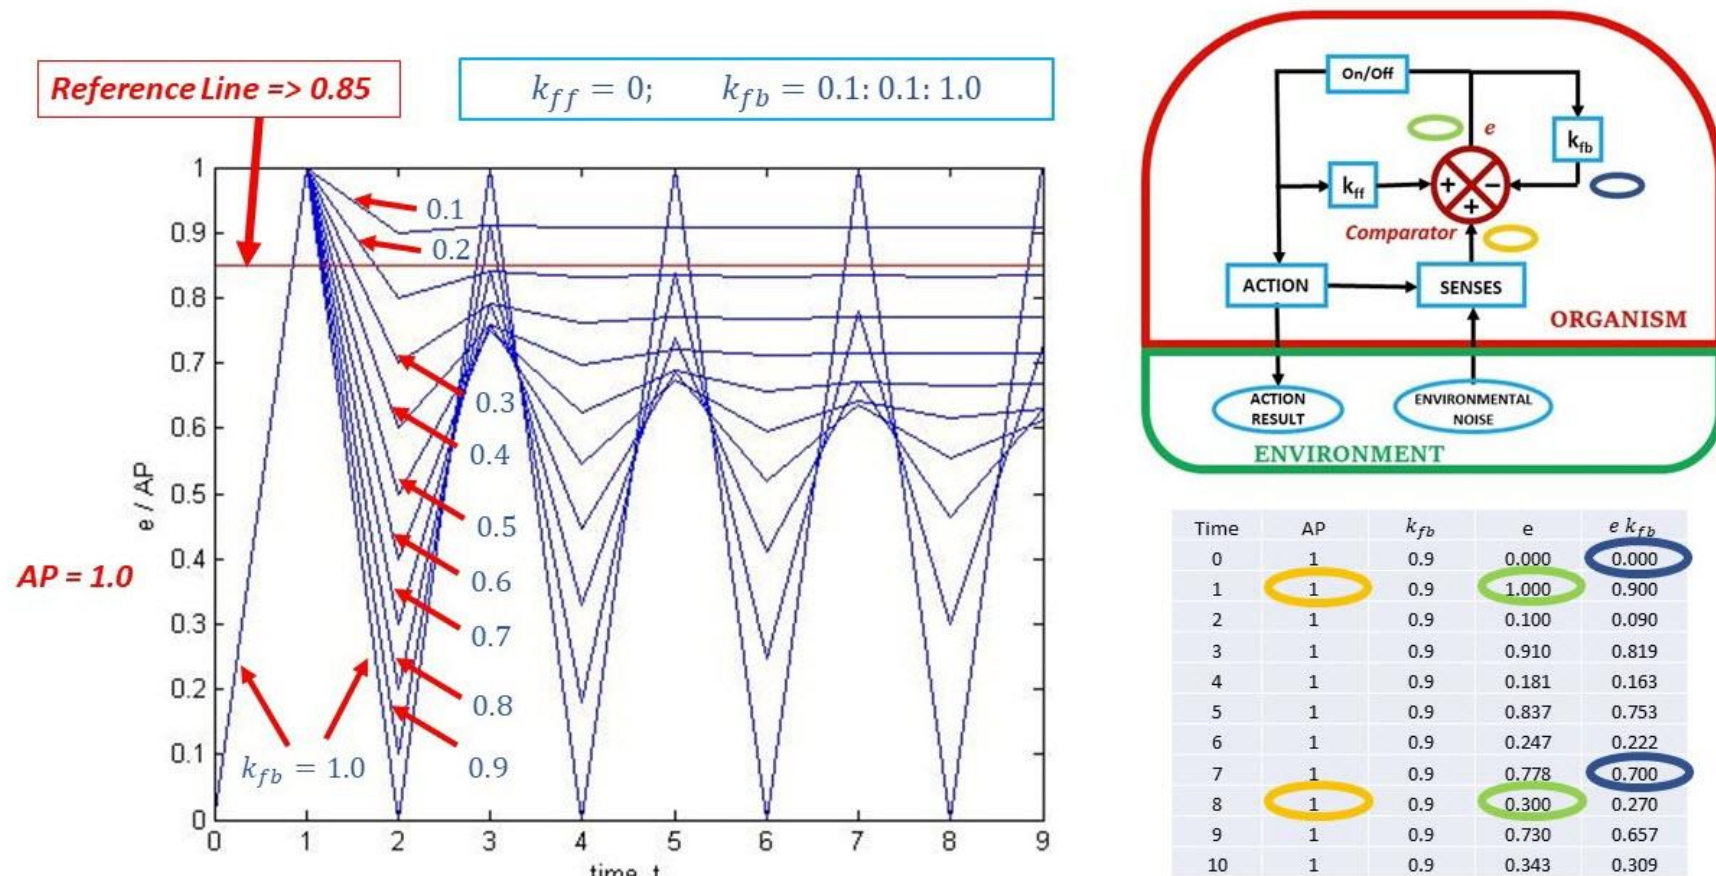 Reference Line => 0.85
k_ff = 0; k_fb = 0.1: 0.1: 1.0
1
0.9
0.8
0.7
0.6
0.5
0.4
0.3
0.2
0.1
0
e / AP
AP = 1.0
0.1
0.2
0.3
0.4
0.5
0.6
0.7
0.8
0.9
k_fb = 1.0
0 1 2 3 4 5 6 7 8 9
time, t
On/Off
e
k_fb
k_ff
+ − +
Comparator
ACTION
SENSES
ORGANISM
ACTION
RESULT
ENVIRONMENTAL
NOISE
ENVIRONMENT
Time AP k_fb e e k_fb
0 1 0.9 0.000 0.000
1 1 0.9 1.000 0.900
2 1 0.9 0.100 0.090
3 1 0.9 0.910 0.819
4 1 0.9 0.181 0.163
5 1 0.9 0.837 0.753
6 1 0.9 0.247 0.222
7 1 0.9 0.778 0.700
8 1 0.9 0.300 0.270
9 1 0.9 0.730 0.657
10 1 0.9 0.343 0.309